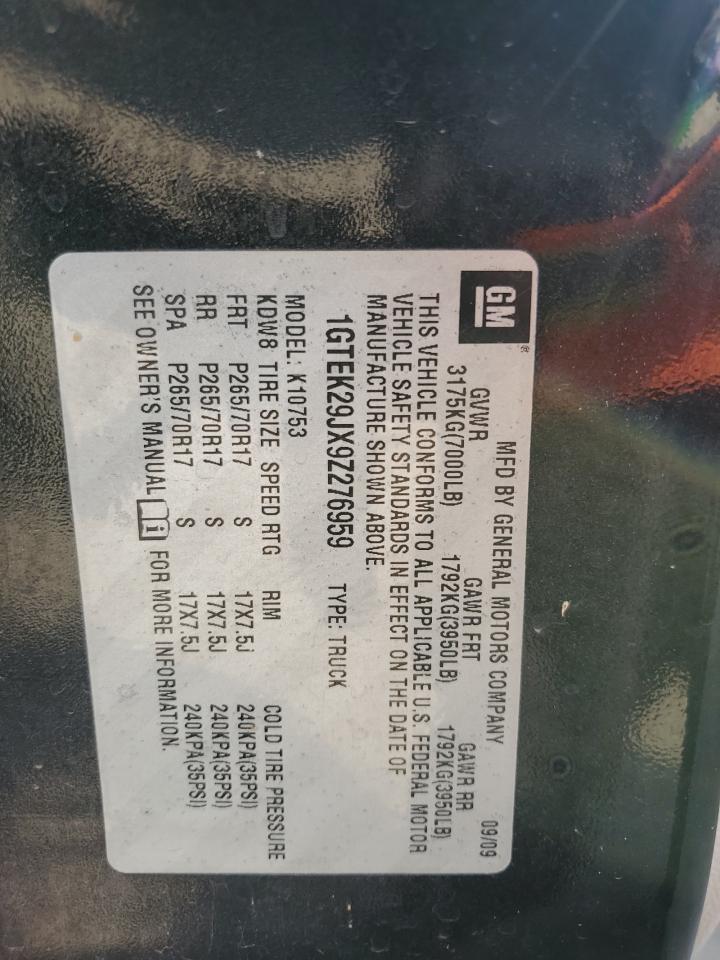 GM®
MFD BY GENERAL MOTORS COMPANY 09/09
GVWR GAWR FRT GAWR RR
3175KG(7000LB) 1792KG(3950LB) 1792KG(3950LB)
THIS VEHICLE CONFORMS TO ALL APPLICABLE U.S. FEDERAL MOTOR
VEHICLE SAFETY STANDARDS IN EFFECT ON THE DATE OF
MANUFACTURE SHOWN ABOVE.
1GTEK29JX9Z276959 TYPE: TRUCK
MODEL: K10753
KDW8 TIRE SIZE SPEED RTG RIM COLD TIRE PRESSURE
FRT P265/70R17 S 17X7.5J 240KPA(35PSI)
RR P265/70R17 S 17X7.5J 240KPA(35PSI)
SPA P265/70R17 S 17X7.5J 240KPA(35PSI)
SEE OWNER'S MANUAL i FOR MORE INFORMATION.